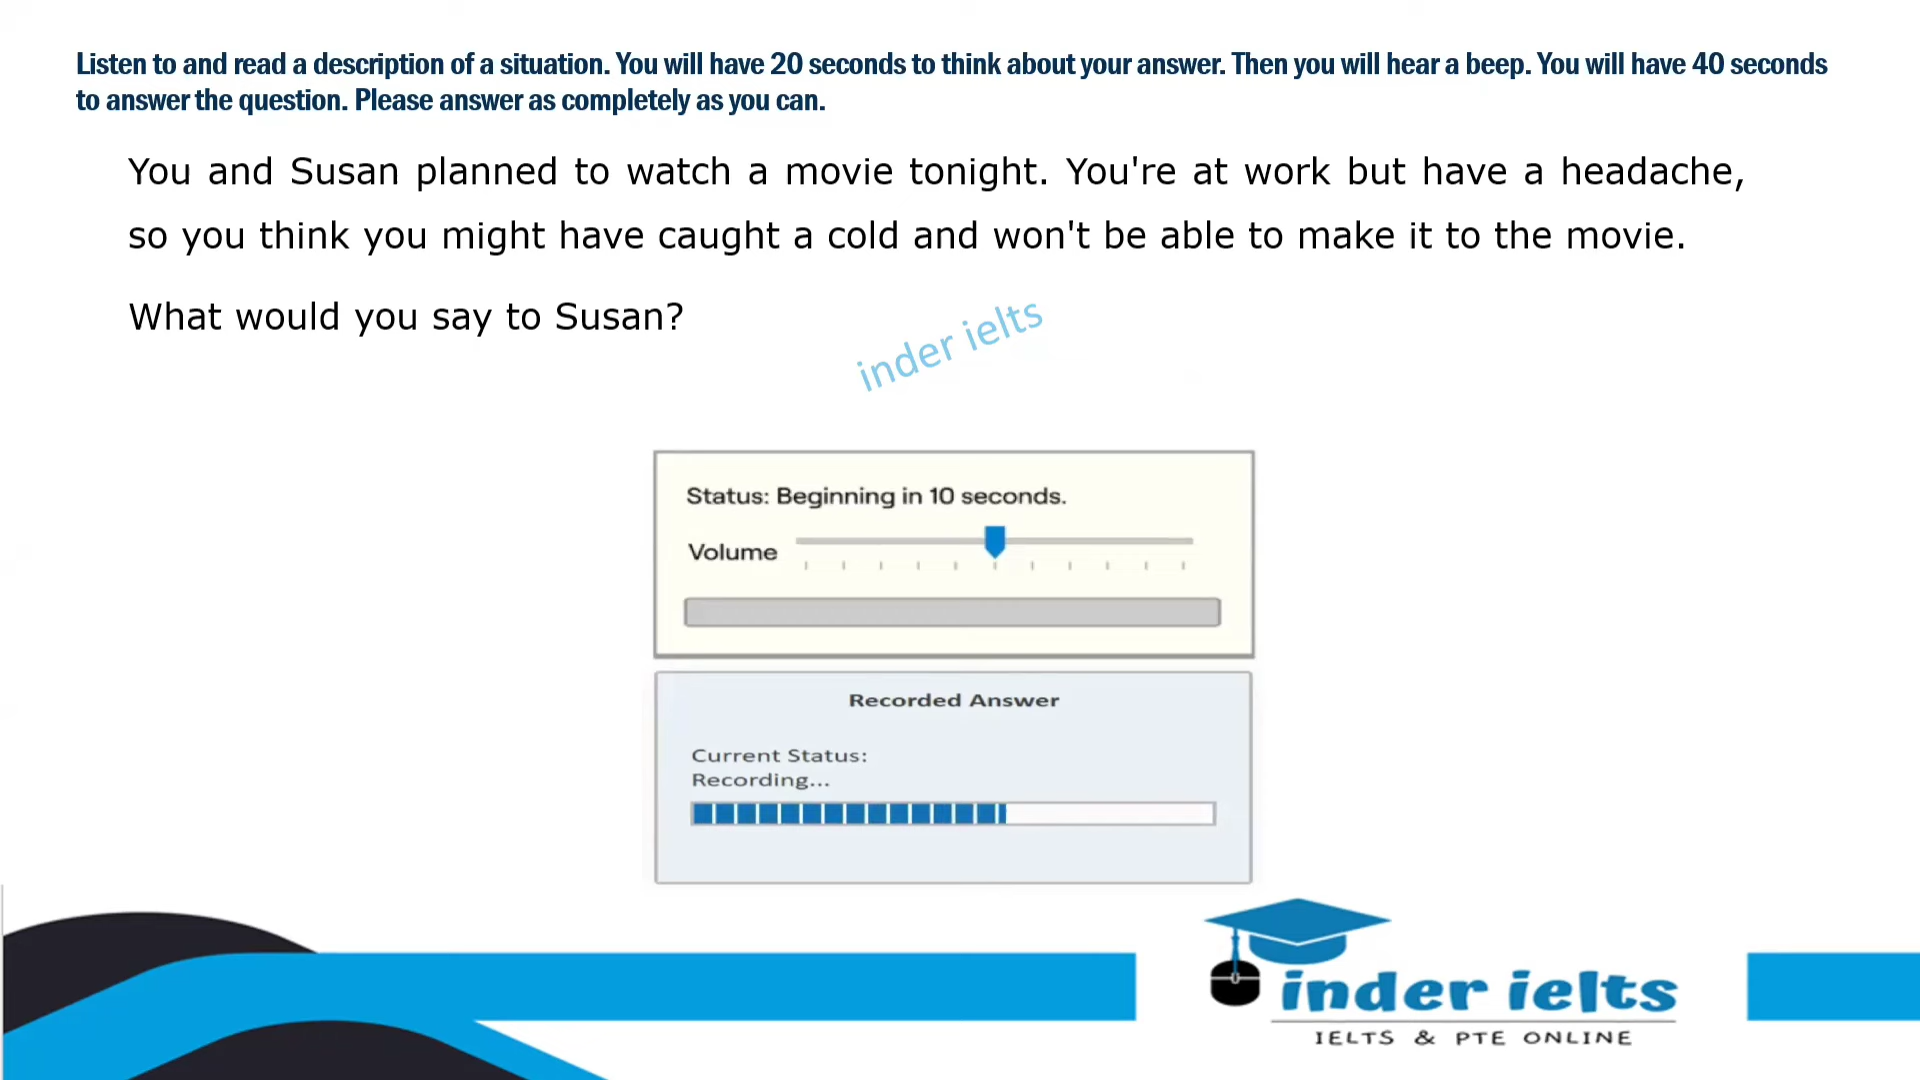 Listen to and read a description of a situation. You will have 20 seconds to think about your answer. Then you will hear a beep. You will have 40 seconds
to answer the question. Please answer as completely as you can.
You and Susan planned to watch a movie tonight. You're at work but have a headache,
so you think you might have caught a cold and won't be able to make it to the movie.
What would you say to Susan?
inder ielts
Status: Beginning in 10 seconds.
Volume
Recorded Answer
Current Status:
Recording...
inder ielts
IELTS & PTE ONLINE